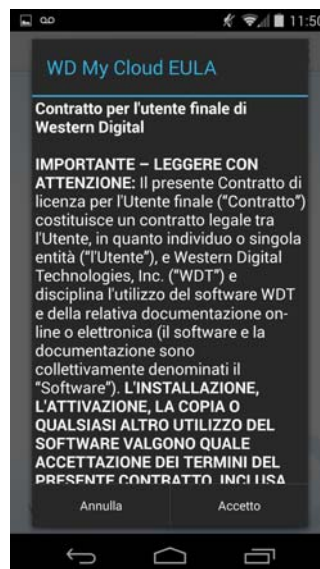 11:50
WD My Cloud EULA
Contratto per l'utente finale di
Western Digital
IMPORTANTE – LEGGERE CON
ATTENZIONE: Il presente Contratto di
licenza per l'Utente finale ("Contratto")
costituisce un contratto legale tra
l'Utente, in quanto individuo o singola
entità ("l'Utente"), e Western Digital
Technologies, Inc. ("WDT") e
disciplina l'utilizzo del software WDT
e della relativa documentazione on-
line o elettronica (il software e la
documentazione sono
collettivamente denominati il
"Software"). L'INSTALLAZIONE,
L'ATTIVAZIONE, LA COPIA O
QUALSIASI ALTRO UTILIZZO DEL
SOFTWARE VALGONO QUALE
ACCETTAZIONE DEI TERMINI DEL
PRESENTE CONTRATTO, INCLUSA
Annulla Accetto